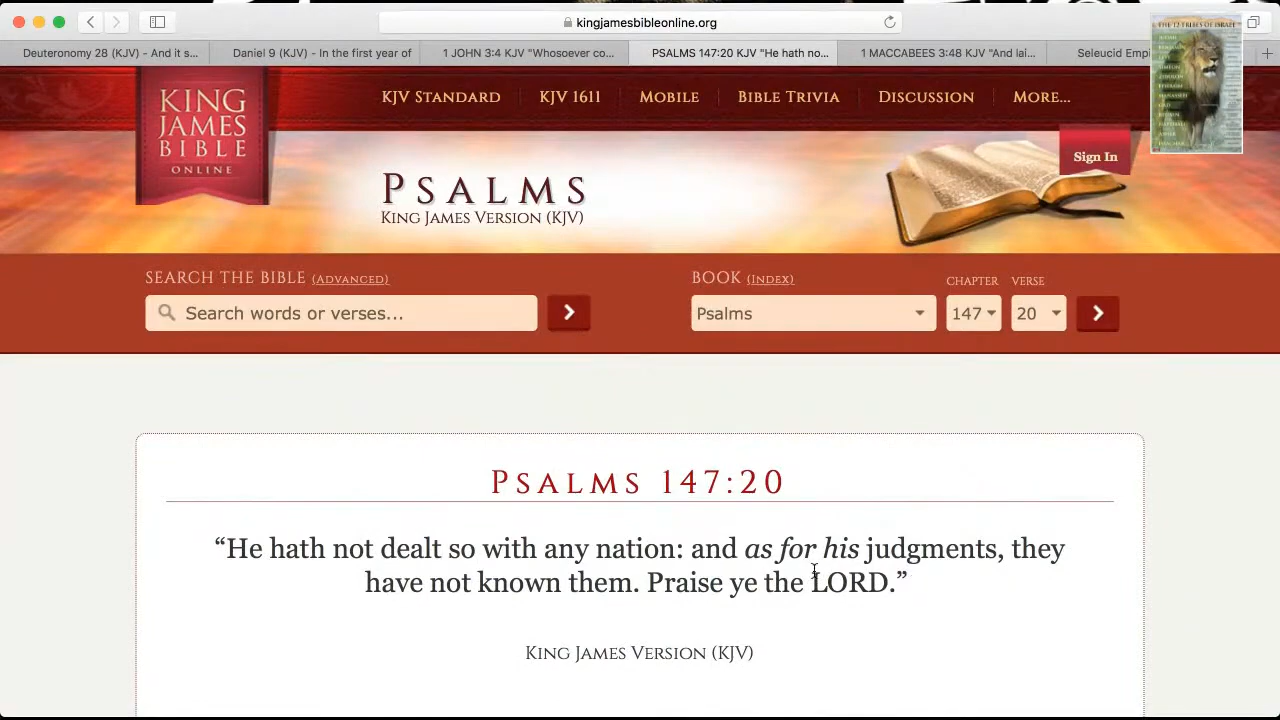 kingjamesbibleonline.org
Deuteronomy 28 (KJV) - And it s...
Daniel 9 (KJV) - In the first year of
1 JOHN 3:4 KJV "Whosoever co...
PSALMS 147:20 KJV "He hath no...
1 MACCABEES 3:48 KJV "And lai...
Seleucid Emp
THE 12 TRIBES OF ISRAEL
KING
JAMES
BIBLE
ONLINE
KJV STANDARD
KJV 1611
MOBILE
BIBLE TRIVIA
DISCUSSION
MORE...
Sign In
PSALMS
KING JAMES VERSION (KJV)
SEARCH THE BIBLE (ADVANCED)
Search words or verses...
BOOK (INDEX)
CHAPTER
VERSE
Psalms
147
20
PSALMS 147:20
“He hath not dealt so with any nation: and as for his judgments, they
have not known them. Praise ye the LORD.”
KING JAMES VERSION (KJV)